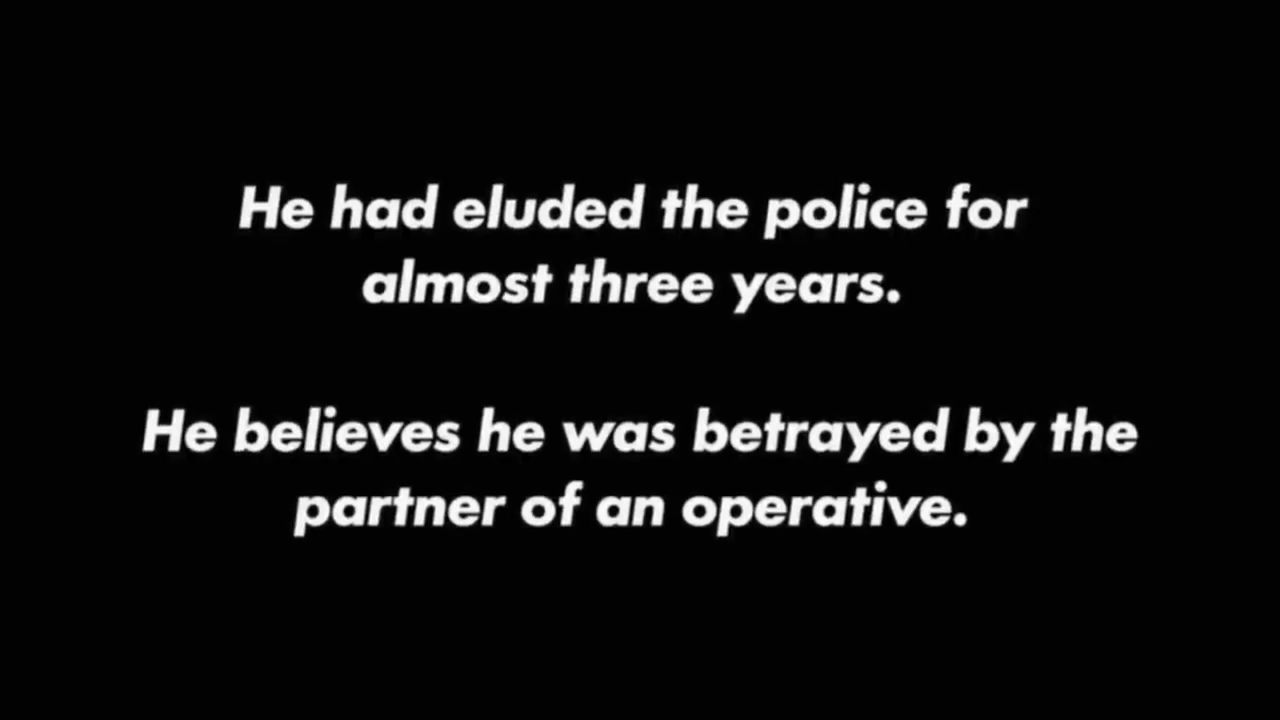 He had eluded the police for
almost three years.
He believes he was betrayed by the
partner of an operative.